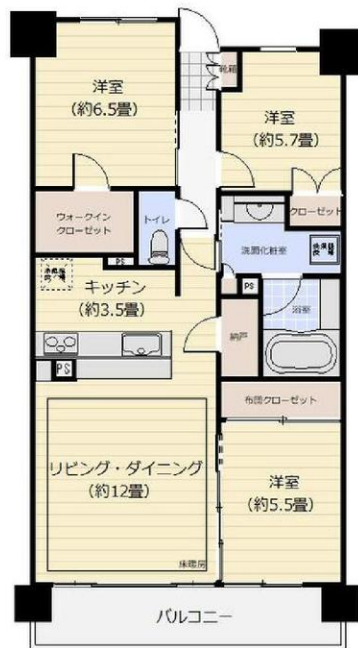 洋室
(約6.5畳)
靴箱
洋室
(約5.7畳)
ウォークイン
クローゼット
トイレ
クローゼット
洗面化粧室
PS
PS
キッチン
(約3.5畳)
納戸
浴室
PS
布団クローゼット
リビング・ダイニング
(約12畳)
洋室
(約5.5畳)
床暖房
バルコニー